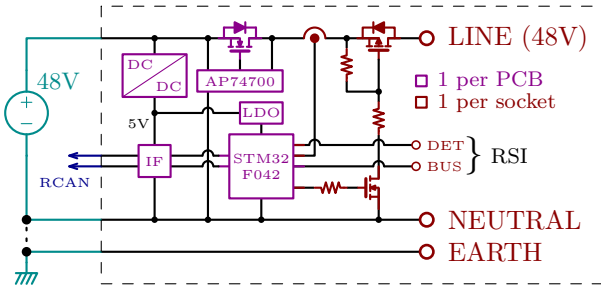 LINE (48V)
DC
DC
48V
AP74700
1 per PCB
1 per socket
LDO
5V
DET
STM32
F042
IF
RSI
BUS
RCAN
NEUTRAL
EARTH